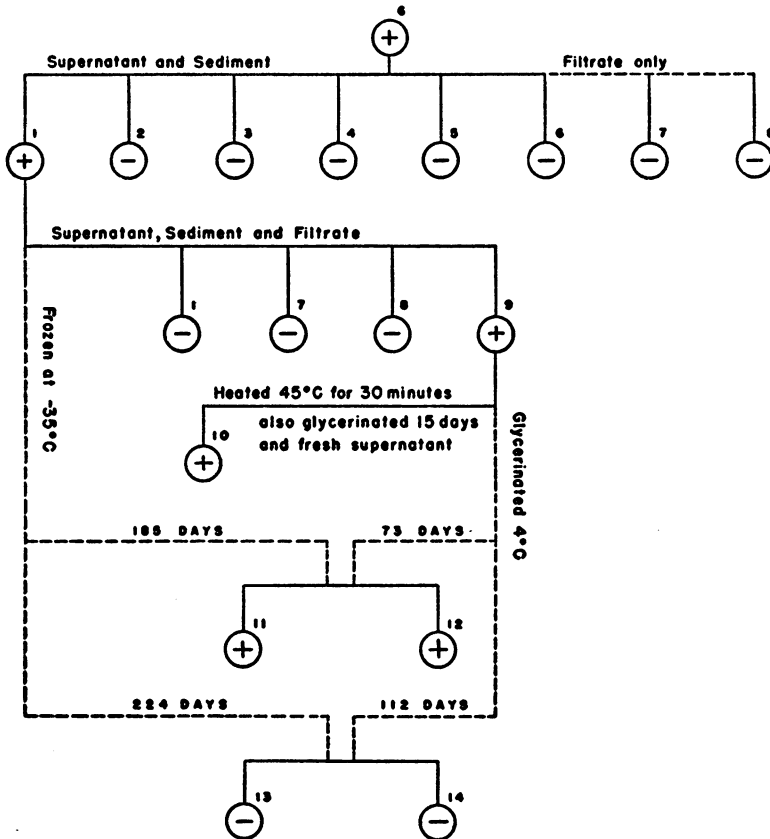 6
Supernatant and Sediment
Filtrate only
1 2 3 4 5 6 7 8
+ − − − − − − −
Supernatant, Sediment and Filtrate
1 7 8 9
− − − +
Frozen at -35°C
Heated 45°C for 30 minutes
also glycerinated 15 days
and fresh supernatant
10
+
Glycerinated 4°C
185 DAYS
73 DAYS
11 12
+ +
224 DAYS
112 DAYS
13 14
− −